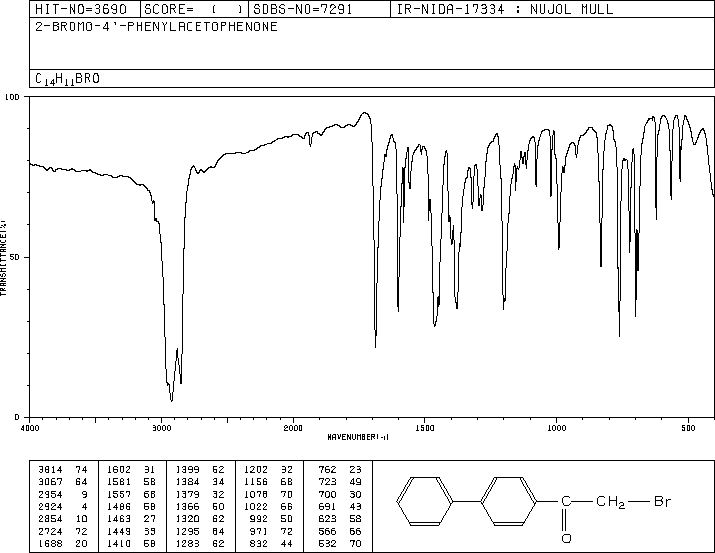 HIT-NO=3690 SCORE= ( ) SDBS-NO=7291 IR-NIDA-17334 : NUJOL MULL
2-BROMO-4'-PHENYLACETOPHENONE
C14H11BRO
100
50
0
TRANSMITTANCE(%)
4000 3000 2000 1500 1000 500
WAVENUMBER(-1)
3814 74 1602 31 1399 52 1202 32 762 23
3067 64 1581 58 1384 34 1156 68 723 49
2954 9 1557 68 1379 32 1078 70 700 30
2924 4 1486 58 1366 60 1022 66 691 43
2854 10 1463 27 1320 62 992 50 623 58
2724 72 1449 33 1295 64 971 72 566 66
1688 20 1410 58 1283 62 832 44 532 70
C CH2 Br
O